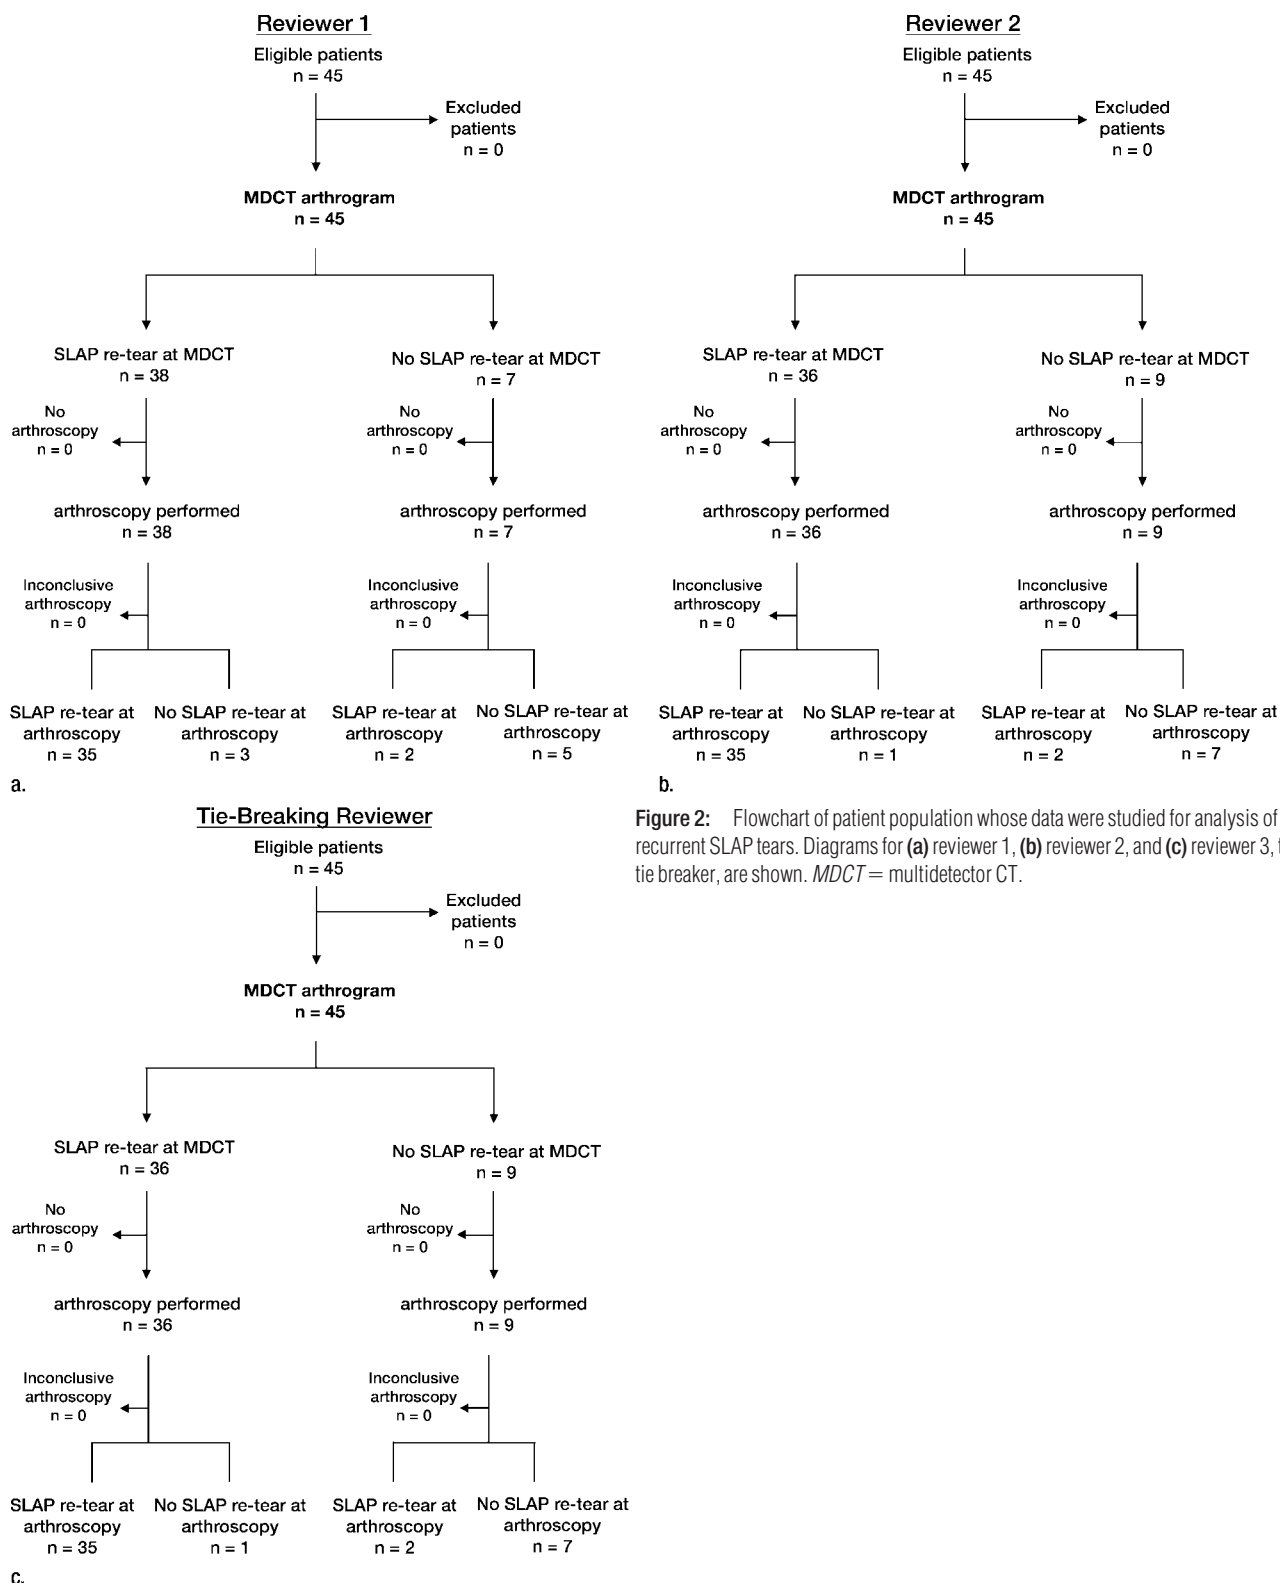 Reviewer 1
Eligible patients
n = 45
Excluded
patients
n = 0
MDCT arthrogram
n = 45
SLAP re-tear at MDCT
n = 38
No SLAP re-tear at MDCT
n = 7
No
arthroscopy
n = 0
No
arthroscopy
n = 0
arthroscopy performed
n = 38
arthroscopy performed
n = 7
Inconclusive
arthroscopy
n = 0
Inconclusive
arthroscopy
n = 0
SLAP re-tear at
arthroscopy
n = 35
No SLAP re-tear at
arthroscopy
n = 3
SLAP re-tear at
arthroscopy
n = 2
No SLAP re-tear at
arthroscopy
n = 5
a.
Reviewer 2
Eligible patients
n = 45
Excluded
patients
n = 0
MDCT arthrogram
n = 45
SLAP re-tear at MDCT
n = 36
No SLAP re-tear at MDCT
n = 9
No
arthroscopy
n = 0
No
arthroscopy
n = 0
arthroscopy performed
n = 36
arthroscopy performed
n = 9
Inconclusive
arthroscopy
n = 0
Inconclusive
arthroscopy
n = 0
SLAP re-tear at
arthroscopy
n = 35
No SLAP re-tear at
arthroscopy
n = 1
SLAP re-tear at
arthroscopy
n = 2
No SLAP re-tear at
arthroscopy
n = 7
b.
Tie-Breaking Reviewer
Eligible patients
n = 45
Excluded
patients
n = 0
MDCT arthrogram
n = 45
SLAP re-tear at MDCT
n = 36
No SLAP re-tear at MDCT
n = 9
No
arthroscopy
n = 0
No
arthroscopy
n = 0
arthroscopy performed
n = 36
arthroscopy performed
n = 9
Inconclusive
arthroscopy
n = 0
Inconclusive
arthroscopy
n = 0
SLAP re-tear at
arthroscopy
n = 35
No SLAP re-tear at
arthroscopy
n = 1
SLAP re-tear at
arthroscopy
n = 2
No SLAP re-tear at
arthroscopy
n = 7
c.
Figure 2: Flowchart of patient population whose data were studied for analysis of
recurrent SLAP tears. Diagrams for (a) reviewer 1, (b) reviewer 2, and (c) reviewer 3,
tie breaker, are shown. MDCT = multidetector CT.